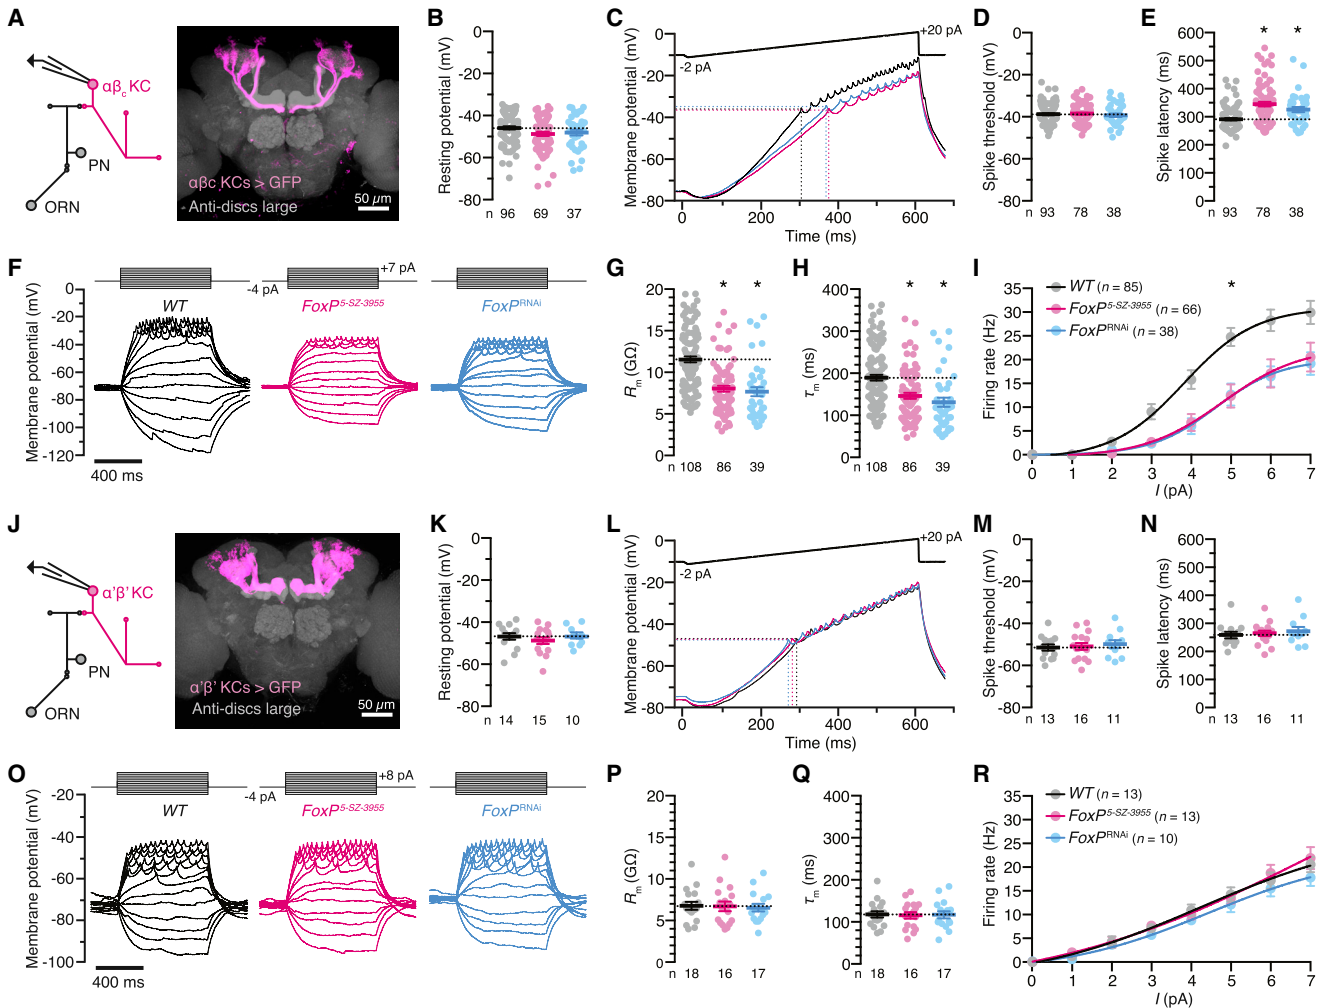 A
αβc KC
PN
ORN
αβc KCs > GFP
Anti-discs large
50 µm
B
Resting potential (mV)
0
-20
-40
-60
-80
n 96 69 37
C
Membrane potential (mV)
0
-20
-40
-60
-80
-2 pA
+20 pA
0 200 400 600
Time (ms)
D
Spike threshold (mV)
0
-20
-40
-60
-80
n 93 78 38
E
Spike latency (ms)
600
500
400
300
200
100
0
* *
n 93 78 38
F
Membrane potential (mV)
0
-20
-40
-60
-80
-100
-120
-4 pA
+7 pA
WT
FoxP5-SZ-3955
FoxPRNAi
400 ms
G
Rm (GΩ)
20
15
10
5
0
* *
n 108 86 39
H
τm (ms)
400
300
200
100
0
* *
n 108 86 39
I
Firing rate (Hz)
35
30
25
20
15
10
5
0
WT (n = 85)
FoxP5-SZ-3955 (n = 66)
FoxPRNAi (n = 38)
*
0 1 2 3 4 5 6 7
I (pA)
J
α'β' KC
PN
ORN
α'β' KCs > GFP
Anti-discs large
50 µm
K
Resting potential (mV)
0
-20
-40
-60
-80
n 14 15 10
L
Membrane potential (mV)
0
-20
-40
-60
-80
-2 pA
+20 pA
0 200 400 600
Time (ms)
M
Spike threshold (mV)
0
-20
-40
-60
-80
n 13 16 11
N
Spike latency (ms)
600
500
400
300
200
100
0
n 13 16 11
O
Membrane potential (mV)
-20
-40
-60
-80
-100
-4 pA
+8 pA
WT
FoxP5-SZ-3955
FoxPRNAi
400 ms
P
Rm (GΩ)
20
15
10
5
0
n 18 16 17
Q
τm (ms)
400
300
200
100
0
n 18 16 17
R
Firing rate (Hz)
35
30
25
20
15
10
5
0
WT (n = 13)
FoxP5-SZ-3955 (n = 13)
FoxPRNAi (n = 10)
0 1 2 3 4 5 6 7
I (pA)